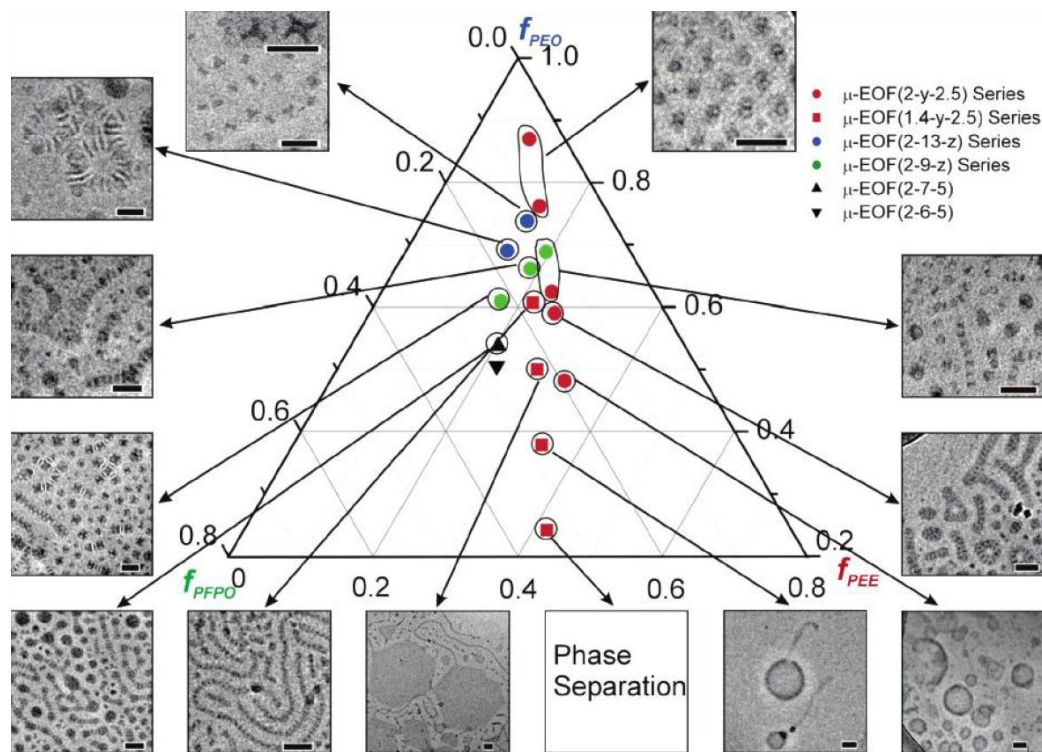 f_PEO
0.0
1.0
μ-EOF(2-y-2.5) Series
μ-EOF(1.4-y-2.5) Series
μ-EOF(2-13-z) Series
μ-EOF(2-9-z) Series
μ-EOF(2-7-5)
μ-EOF(2-6-5)
0.2
0.8
0.4
0.6
0.6
0.4
0.8
0.2
f_PFPO
0
0.2
0.4
0.6
0.8
f_PEE
Phase
Separation